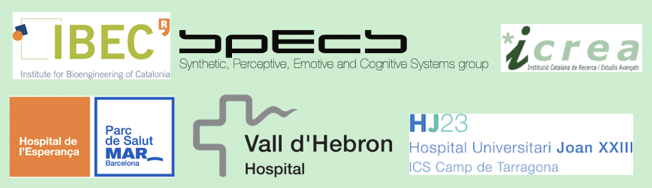 IBEC
R
Institute for Bioengineering of Catalonia
specs
Synthetic, Perceptive, Emotive and Cognitive Systems group
*icrea
Institució Catalana de Recerca i Estudis Avançats
Hospital de
l'Esperança
Parc
de Salut
MAR
Barcelona
Vall d'Hebron
Hospital
HJ23
Hospital Universitari Joan XXIII
ICS Camp de Tarragona